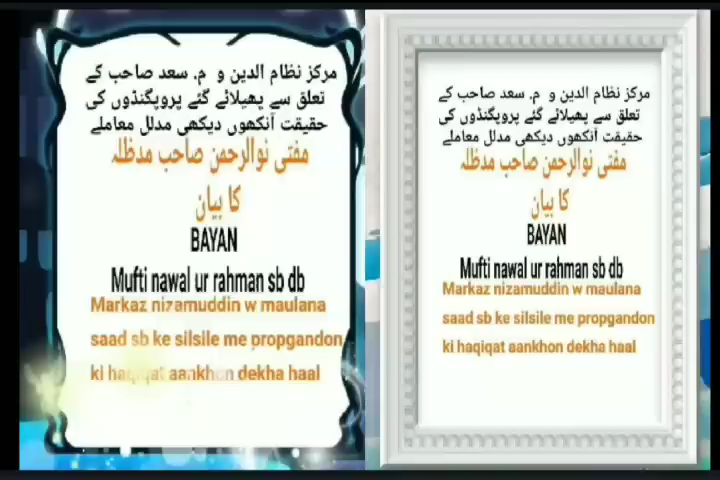 مرکز نظام الدین و م. سعد صاحب کے
تعلق سے پھیلائے گئے پروپگنڈوں کی
حقیقت آنکھوں دیکھی مدلل معاملے
مفتی نوالرحمن صاحب مدظلہ
کا بیان
BAYAN
Mufti nawal ur rahman sb db
Markaz nizamuddin w maulana
saad sb ke silsile me propgandon
ki haqiqat aankhon dekha haal
مرکز نظام الدین و م. سعد صاحب کے
تعلق سے پھیلائے گئے پروپگنڈوں کی
حقیقت آنکھوں دیکھی مدلل معاملے
مفتی نوالرحمن صاحب مدظلہ
کا بیان
BAYAN
Mufti nawal ur rahman sb db
Markaz nizamuddin w maulana
saad sb ke silsile me propgandon
ki haqiqat aankhon dekha haal